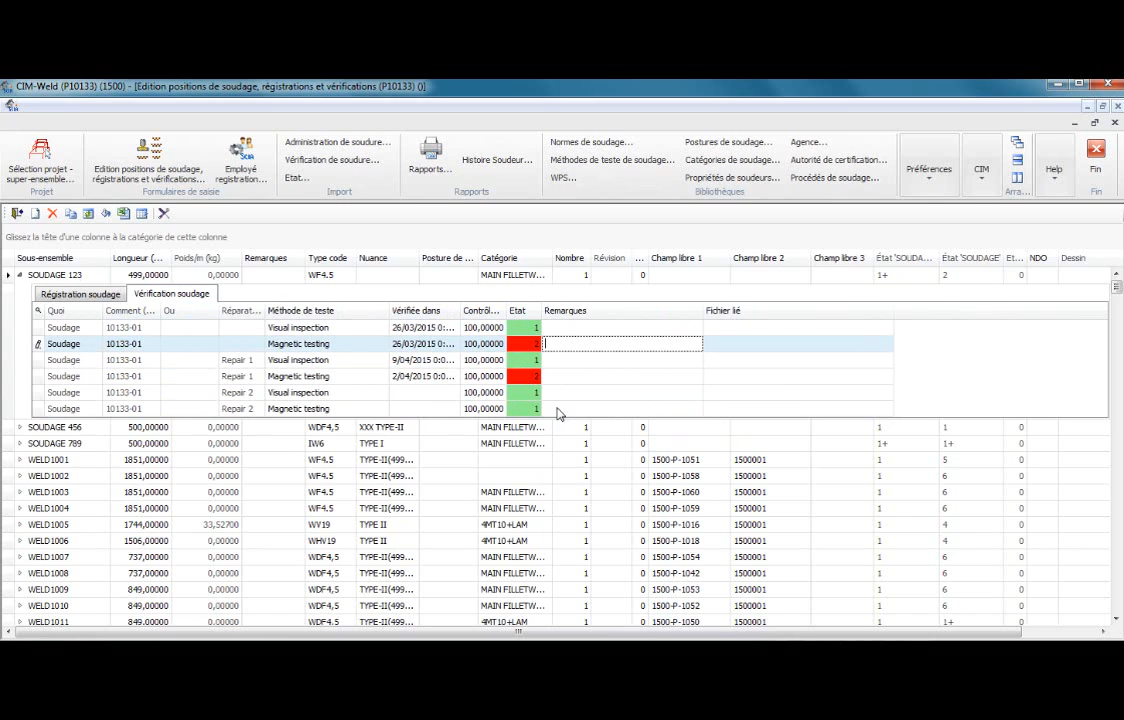 CIM-Weld (P10133) (1500) - [Edition positions de soudage, régistrations et vérifications (P10133) ()]
Sélection projet - super-ensemble...
Projet
Edition positions de soudage, régistrations et vérifications...
Employé registration...
Formulaires de saisie
Administration de soudure...
Vérification de soudure...
Etat...
Import
Rapports...
Histoire Soudeur...
Rapports
Normes de soudage...
Méthodes de teste de soudage...
WPS...
Postures de soudage...
Catégories de soudage...
Propriétés de soudeurs...
Agence...
Autorité de certification...
Procédés de soudage...
Bibliothèques
Préférences
CIM
Arra...
Help
Fin
Fin
Glissez la tête d'une colonne à la catégorie de cette colonne
Sous-ensemble Longueur (... Poids/m (kg) Remarques Type code Nuance Posture de ... Catégorie Nombre Révision ... Champ libre 1 Champ libre 2 Champ libre 3 État 'SOUDA... État 'SOUDAGE' Et... NDO Dessin
SOUDAGE 123 499,00000 0,00000 WF4.5 MAIN FILLETW... 1 0 1+ 2 0
Régistration soudage Vérification soudage
Quoi Comment (... Ou Réparat... Méthode de teste Vérifiée dans Contrôl... Etat Remarques Fichier lié
Soudage 10133-01 Visual inspection 26/03/2015 0:... 100,00000 1
Soudage 10133-01 Magnetic testing 26/03/2015 0:... 100,00000 2
Soudage 10133-01 Repair 1 Visual inspection 9/04/2015 0:0... 100,00000 1
Soudage 10133-01 Repair 1 Magnetic testing 2/04/2015 0:0... 100,00000 2
Soudage 10133-01 Repair 2 Visual inspection 100,00000 1
Soudage 10133-01 Repair 2 Magnetic testing 100,00000 1
SOUDAGE 456 500,00000 0,00000 WDF4,5 XXX TYPE-II MAIN FILLETW... 1 0 1 1 0
SOUDAGE 789 500,00000 0,00000 IW6 TYPE I MAIN FILLETW... 1 0 1+ 1+ 0
WELD1001 1851,00000 0,00000 WF4.5 TYPE-II(499... 1 0 1500-P-1051 1500001 1 5 0
WELD1002 1851,00000 0,00000 WF4.5 TYPE-II(499... 1 0 1500-P-1058 1500001 1 6 0
WELD1003 1851,00000 0,00000 WF4.5 TYPE-II(499... MAIN FILLETW... 1 0 1500-P-1060 1500001 1 6 0
WELD1004 1851,00000 0,00000 WF4.5 TYPE-II(499... MAIN FILLETW... 1 0 1500-P-1059 1500001 1 6 0
WELD1005 1744,00000 33,52700 WV19 TYPE II 4MT10+LAM 1 0 1500-P-1016 1500001 1 4 0
WELD1006 1506,00000 0,00000 WHV19 TYPE II 4MT10+LAM 1 0 1500-P-1018 1500001 1 4 0
WELD1007 737,00000 0,00000 WDF4,5 TYPE-II(499... MAIN FILLETW... 1 0 1500-P-1054 1500001 1 6 0
WELD1008 737,00000 0,00000 WDF4,5 TYPE-II(499... MAIN FILLETW... 1 0 1500-P-1042 1500001 1 6 0
WELD1009 849,00000 0,00000 WDF4,5 TYPE-II(499... MAIN FILLETW... 1 0 1500-P-1053 1500001 1 6 0
WELD1010 849,00000 0,00000 WDF4,5 TYPE-II(499... MAIN FILLETW... 1 0 1500-P-1052 1500001 1 6 0
WELD1011 849,00000 0,00000 WDF4,5 TYPE-II(499... 4MT10+LAM 1 0 1500-P-1050 1500001 1 1+ 0